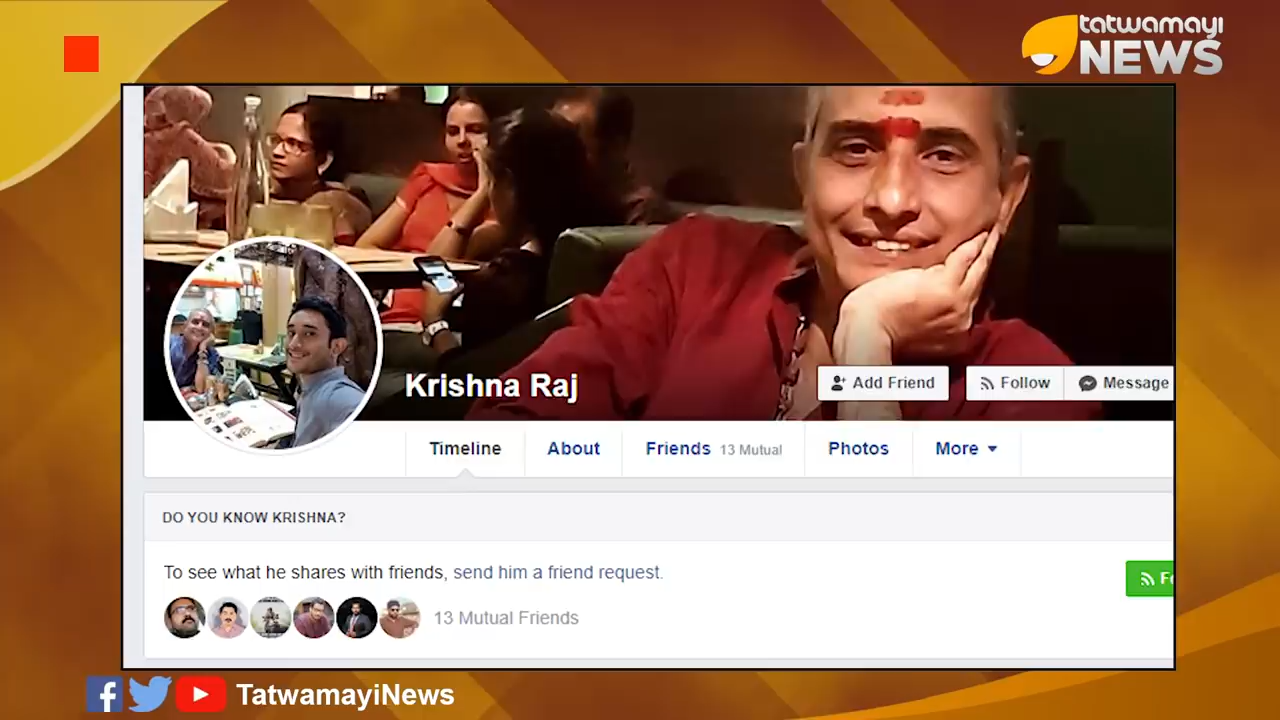 tatwamayi
NEWS
Krishna Raj
Add Friend
Follow
Message
Timeline
About
Friends 13 Mutual
Photos
More
DO YOU KNOW KRISHNA?
To see what he shares with friends, send him a friend request.
13 Mutual Friends
TatwamayiNews